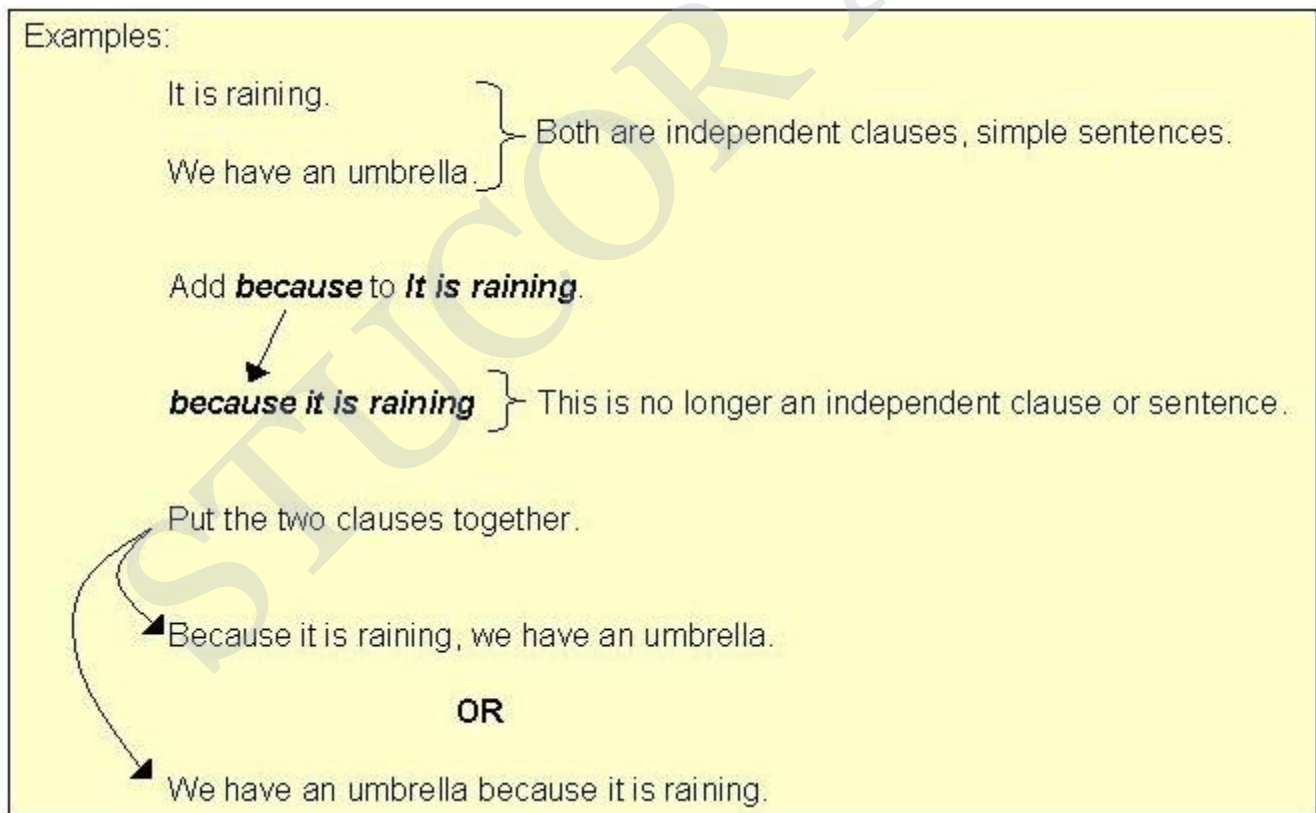 Examples:
It is raining.
Both are independent clauses, simple sentences.
We have an umbrella.
Add because to It is raining.
because it is raining
This is no longer an independent clause or sentence.
Put the two clauses together.
Because it is raining, we have an umbrella.
OR
We have an umbrella because it is raining.
STUCOR